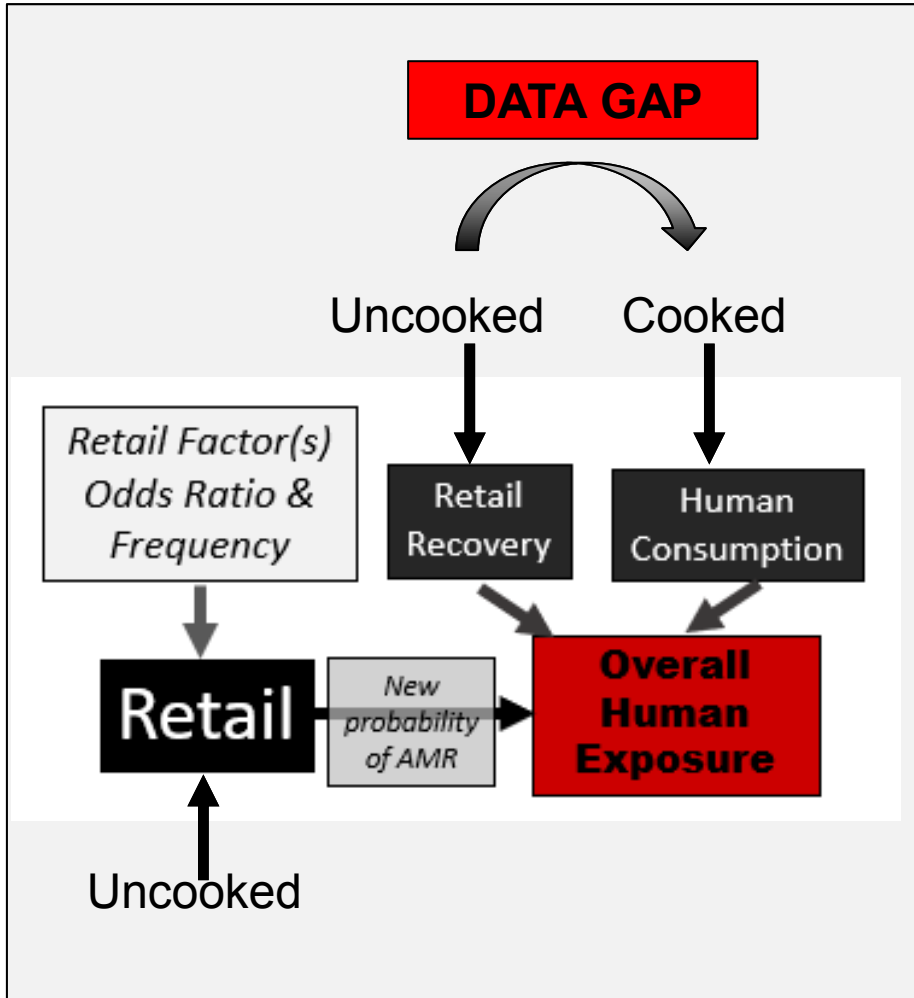 DATA GAP
Uncooked
Cooked
Retail Factor(s)
Odds Ratio &
Frequency
Retail
Recovery
Human
Consumption
Retail
New
probability
of AMR
Overall
Human
Exposure
Uncooked